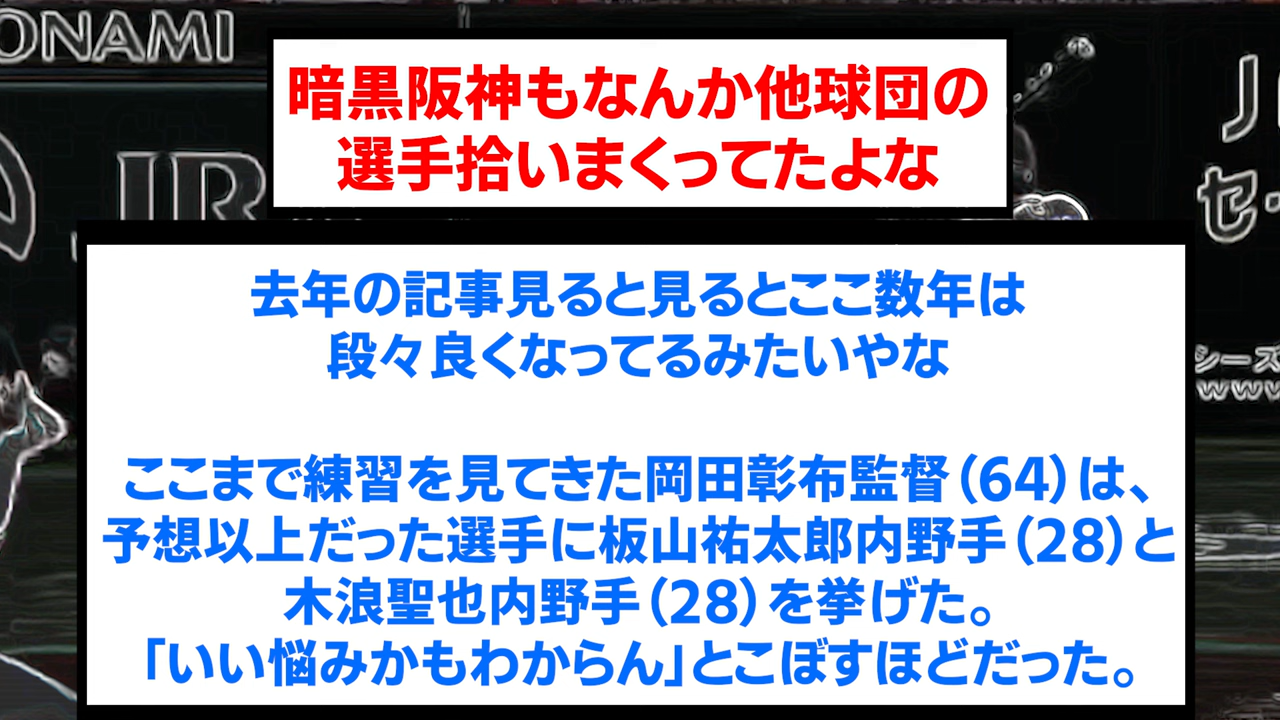 ONAMI
JR
J
セ
暗黒阪神もなんか他球団の
選手拾いまくってたよな
去年の記事見ると見るとここ数年は
段々良くなってるみたいやな
シーズ
www
ここまで練習を見てきた岡田彰布監督(64)は、
予想以上だった選手に板山祐太郎内野手(28)と
木浪聖也内野手(28)を挙げた。
「いい悩みかもわからん」とこぼすほどだった。